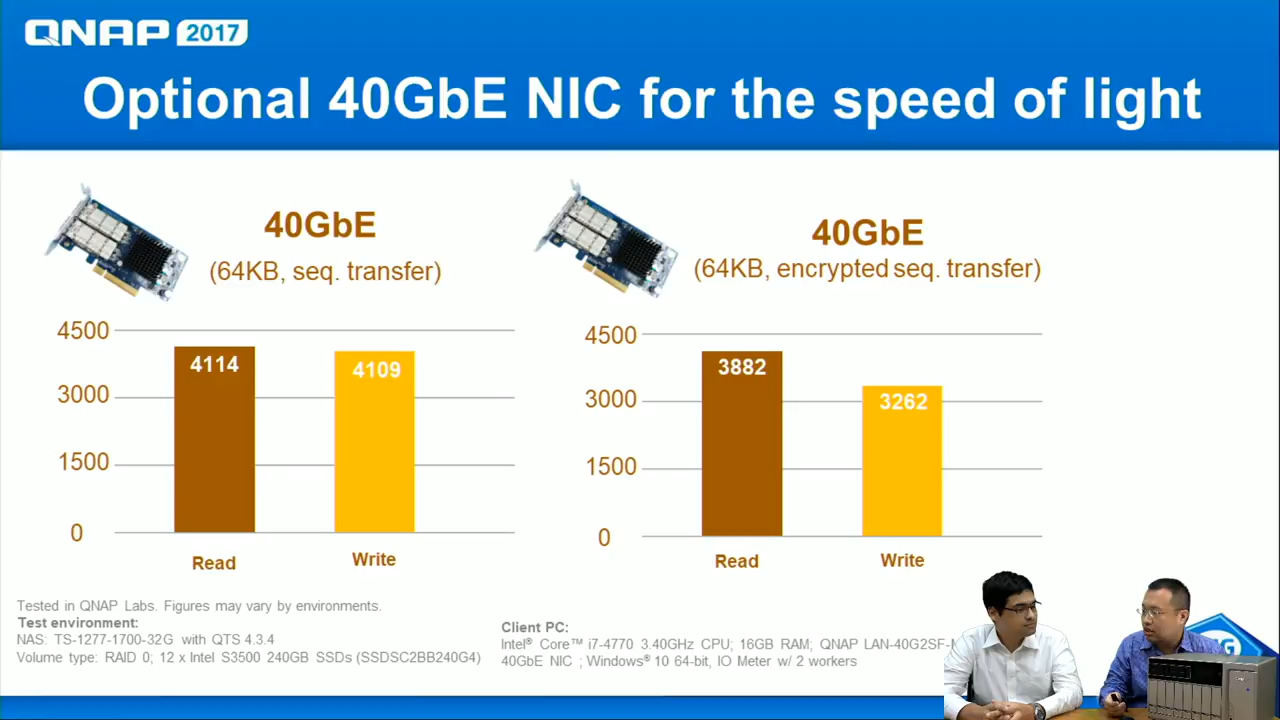 QNAP 2017
Optional 40GbE NIC for the speed of light
40GbE
(64KB, seq. transfer)
4500
3000
1500
0
4114
4109
Read
Write
40GbE
(64KB, encrypted seq. transfer)
4500
3000
1500
0
3882
3262
Read
Write
Tested in QNAP Labs. Figures may vary by environments.
Test environment:
NAS: TS-1277-1700-32G with QTS 4.3.4
Volume type: RAID 0; 12 x Intel S3500 240GB SSDs (SSDSC2BB240G4)
Client PC:
Intel® Core™ i7-4770 3.40GHz CPU; 16GB RAM; QNAP LAN-40G2SF-
40GbE NIC ; Windows® 10 64-bit, IO Meter w/ 2 workers